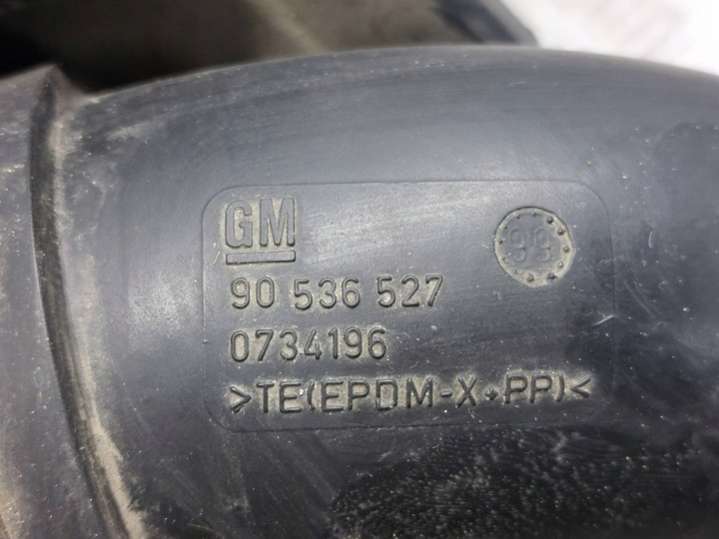 GM
90 536 527
0734196
>TE(EPDM-X+PP)<